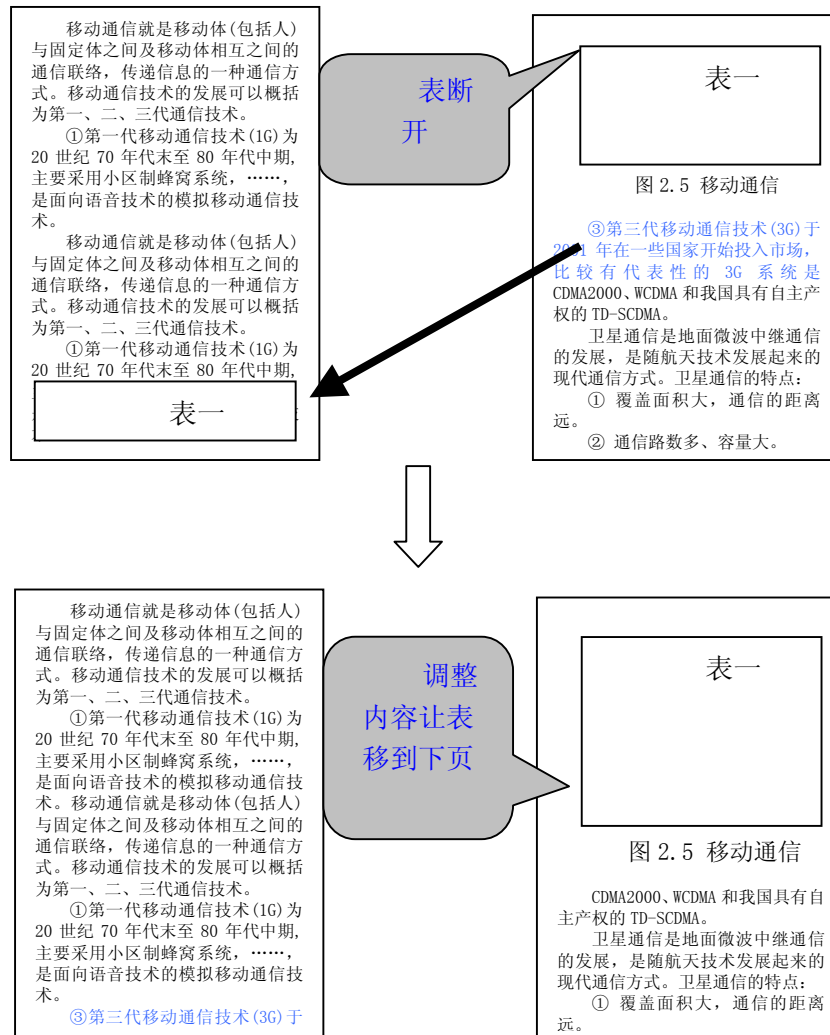 移动通信就是移动体(包括人)
与固定体之间及移动体相互之间的
通信联络，传递信息的一种通信方
式。移动通信技术的发展可以概括
为第一、二、三代通信技术。
①第一代移动通信技术(1G)为
20 世纪 70 年代末至 80 年代中期,
主要采用小区制蜂窝系统，……，
是面向语音技术的模拟移动通信技
术。
移动通信就是移动体(包括人)
与固定体之间及移动体相互之间的
通信联络，传递信息的一种通信方
式。移动通信技术的发展可以概括
为第一、二、三代通信技术。
①第一代移动通信技术(1G)为
20 世纪 70 年代末至 80 年代中期,
表一
表断
开
表一
图 2.5 移动通信
③第三代移动通信技术(3G)于
年在一些国家开始投入市场，
比较有代表性的 3G 系统是
CDMA2000、WCDMA 和我国具有自主产
权的 TD-SCDMA。
卫星通信是地面微波中继通信
的发展，是随航天技术发展起来的
现代通信方式。卫星通信的特点：
① 覆盖面积大，通信的距离
远。
② 通信路数多、容量大。
移动通信就是移动体(包括人)
与固定体之间及移动体相互之间的
通信联络，传递信息的一种通信方
式。移动通信技术的发展可以概括
为第一、二、三代通信技术。
①第一代移动通信技术(1G)为
20 世纪 70 年代末至 80 年代中期,
主要采用小区制蜂窝系统，……，
是面向语音技术的模拟移动通信技
术。移动通信就是移动体(包括人)
与固定体之间及移动体相互之间的
通信联络，传递信息的一种通信方
式。移动通信技术的发展可以概括
为第一、二、三代通信技术。
①第一代移动通信技术(1G)为
20 世纪 70 年代末至 80 年代中期,
主要采用小区制蜂窝系统，……，
是面向语音技术的模拟移动通信技
术。
③第三代移动通信技术(3G)于
调整
内容让表
移到下页
表一
图 2.5 移动通信
CDMA2000、WCDMA 和我国具有自
主产权的 TD-SCDMA。
卫星通信是地面微波中继通信
的发展，是随航天技术发展起来的
现代通信方式。卫星通信的特点：
① 覆盖面积大，通信的距离
远。